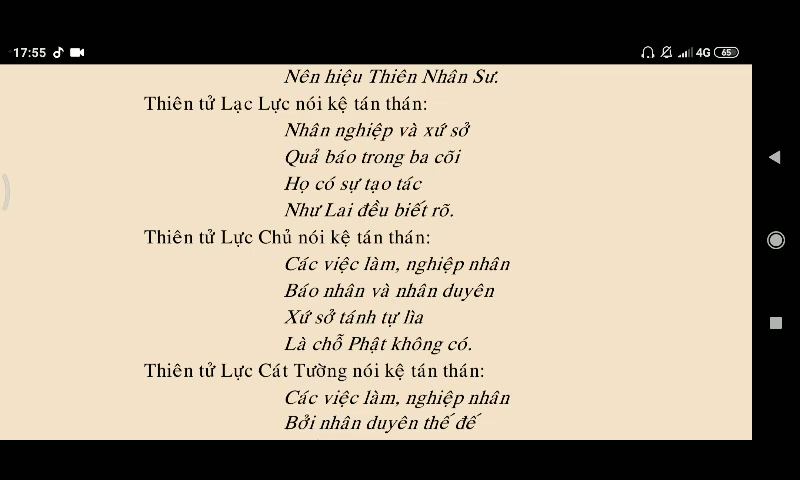 17:55
4G 65
Nên hiệu Thiên Nhân Sư.
Thiên tử Lạc Lực nói kệ tán thán:
Nhân nghiệp và xứ sở
Quả báo trong ba cõi
Họ có sự tạo tác
Như Lai đều biết rõ.
Thiên tử Lực Chủ nói kệ tán thán:
Các việc làm, nghiệp nhân
Báo nhân và nhân duyên
Xứ sở tánh tự lìa
Là chỗ Phật không có.
Thiên tử Lực Cát Tường nói kệ tán thán:
Các việc làm, nghiệp nhân
Bởi nhân duyên thế đế